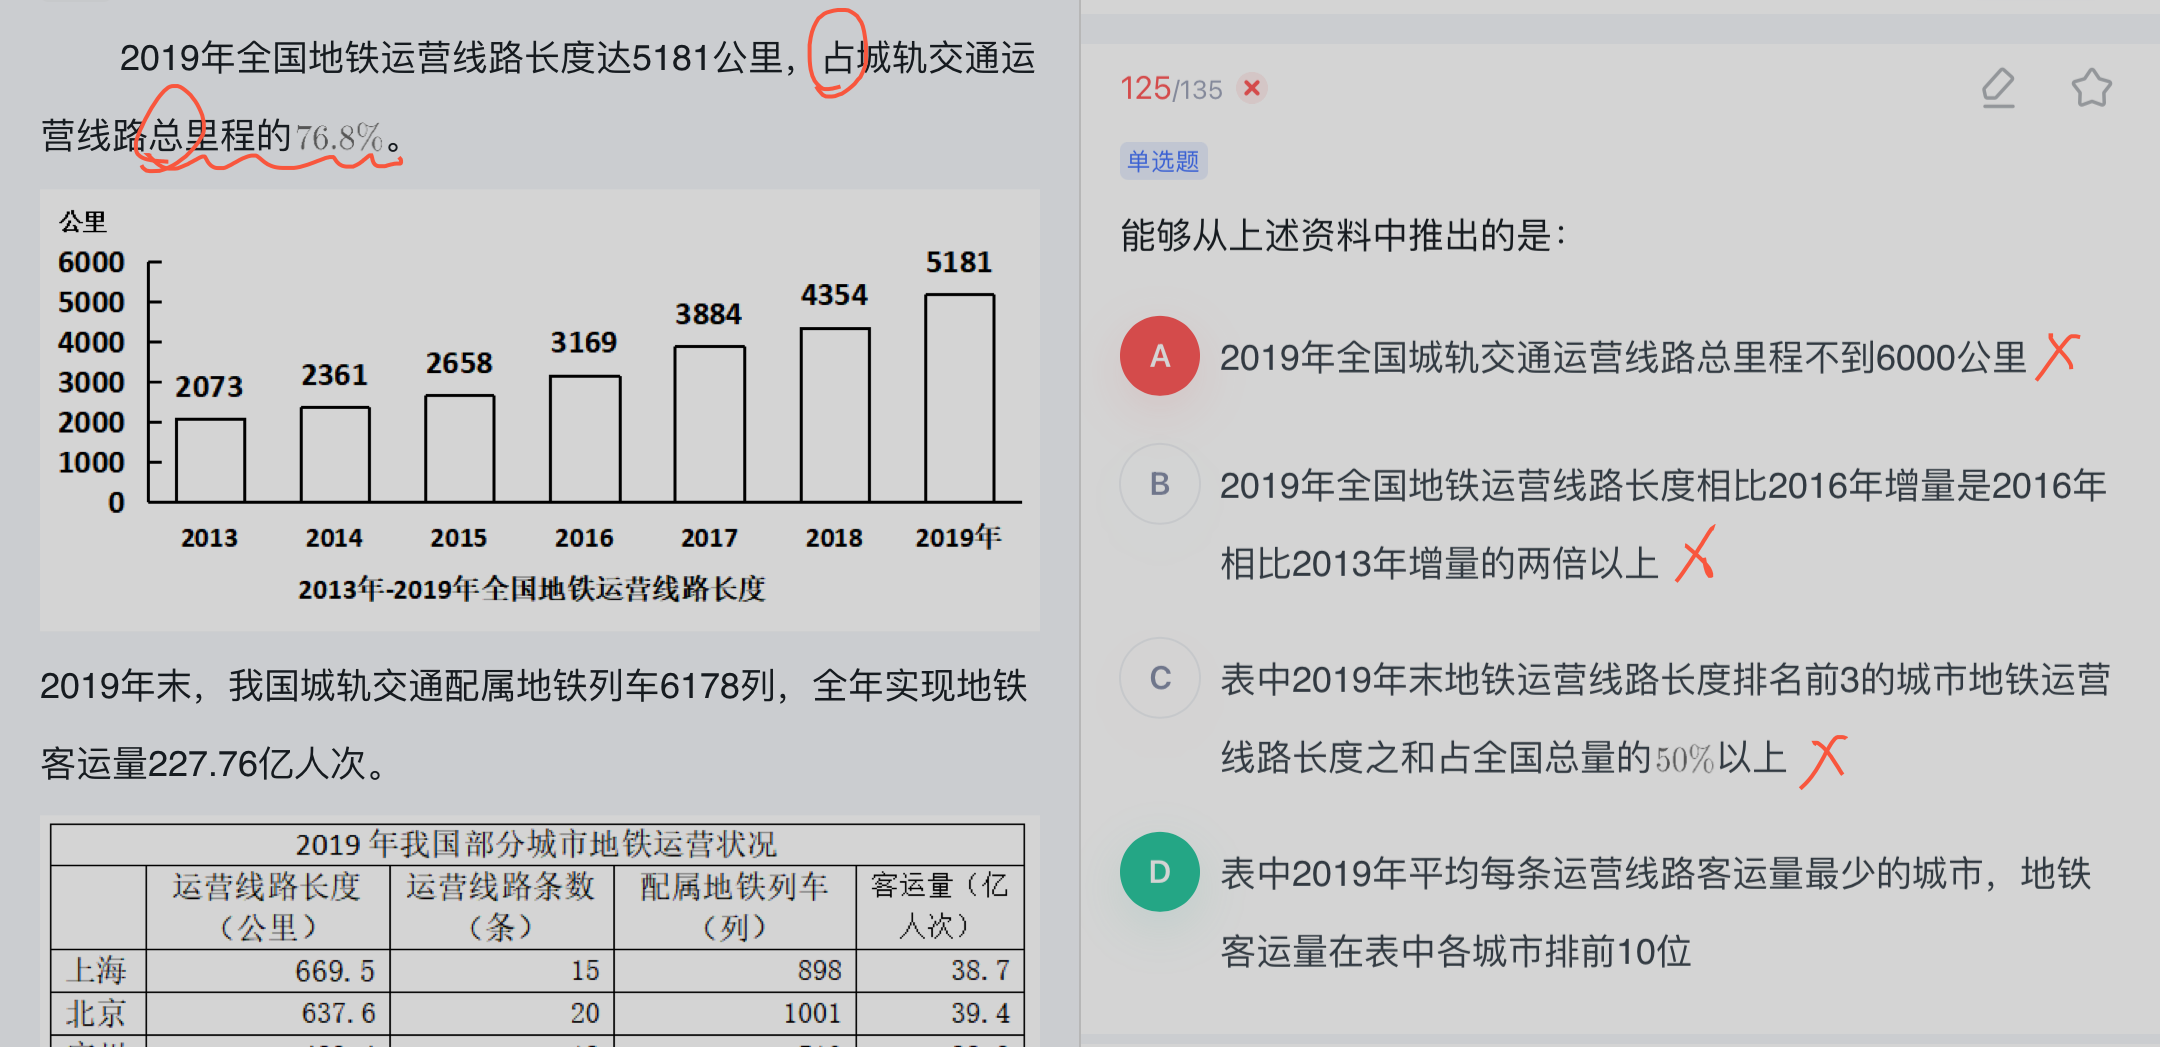 2019年全国地铁运营线路长度达5181公里，占城轨交通运
营线路总里程的76.8%。
公里
6000
5000
4000
3000
2000
1000
0
2073
2361
2658
3169
3884
4354
5181
2013
2014
2015
2016
2017
2018
2019年
2013年-2019年全国地铁运营线路长度
2019年末，我国城轨交通配属地铁列车6178列，全年实现地铁
客运量227.76亿人次。
2019 年我国部分城市地铁运营状况
运营线路长度（公里） 运营线路条数（条） 配属地铁列车（列） 客运量（亿人次）
上海 669.5 15 898 38.7
北京 637.6 20 1001 39.4
125/135
单选题
能够从上述资料中推出的是：
A 2019年全国城轨交通运营线路总里程不到6000公里
B 2019年全国地铁运营线路长度相比2016年增量是2016年
相比2013年增量的两倍以上
C 表中2019年末地铁运营线路长度排名前3的城市地铁运营
线路长度之和占全国总量的50%以上
D 表中2019年平均每条运营线路客运量最少的城市，地铁
客运量在表中各城市排前10位